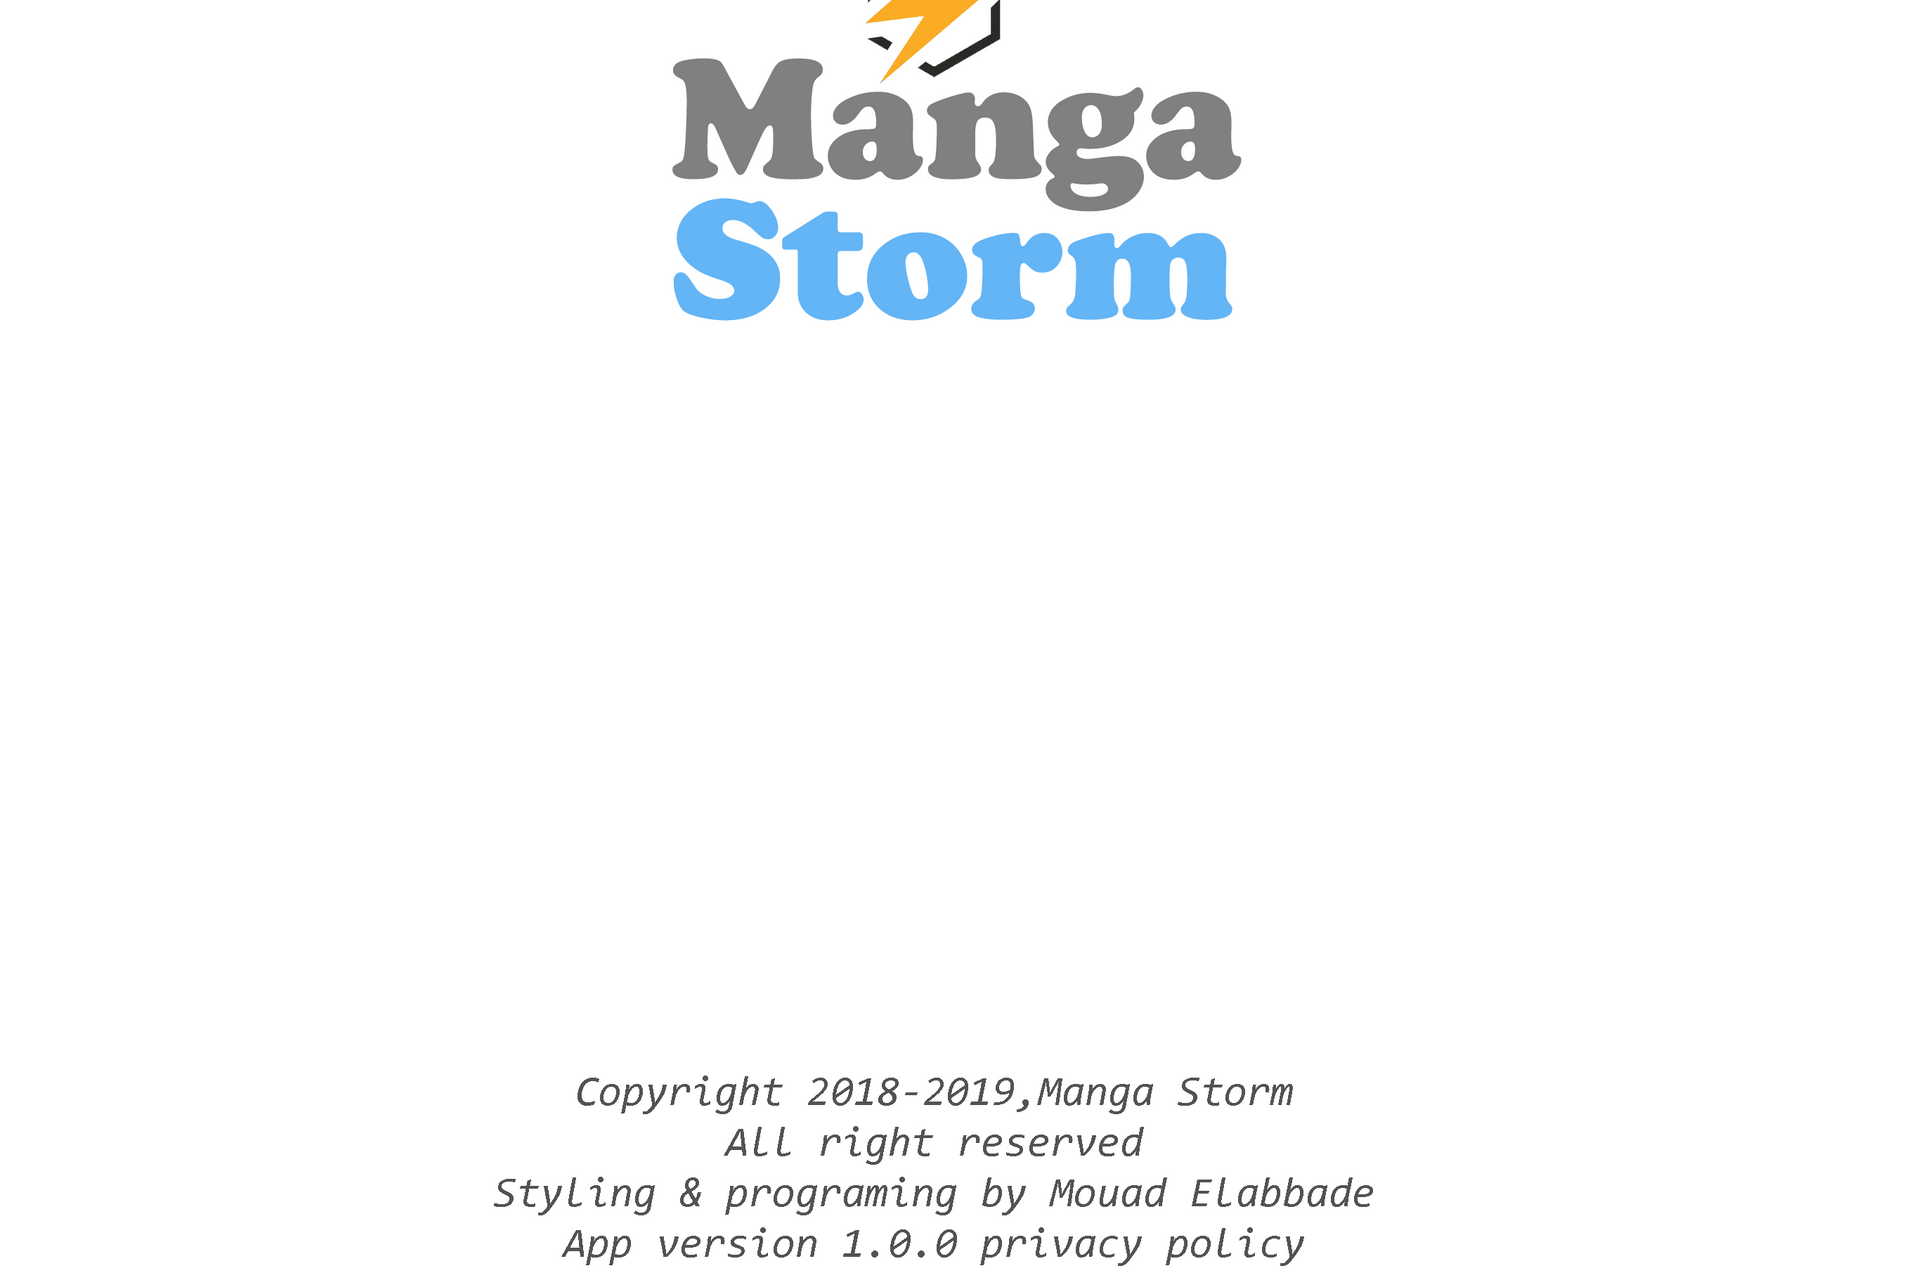 Manga
Storm
Copyright 2018-2019,Manga Storm
All right reserved
Styling & programing by Mouad Elabbade
App version 1.0.0 privacy policy